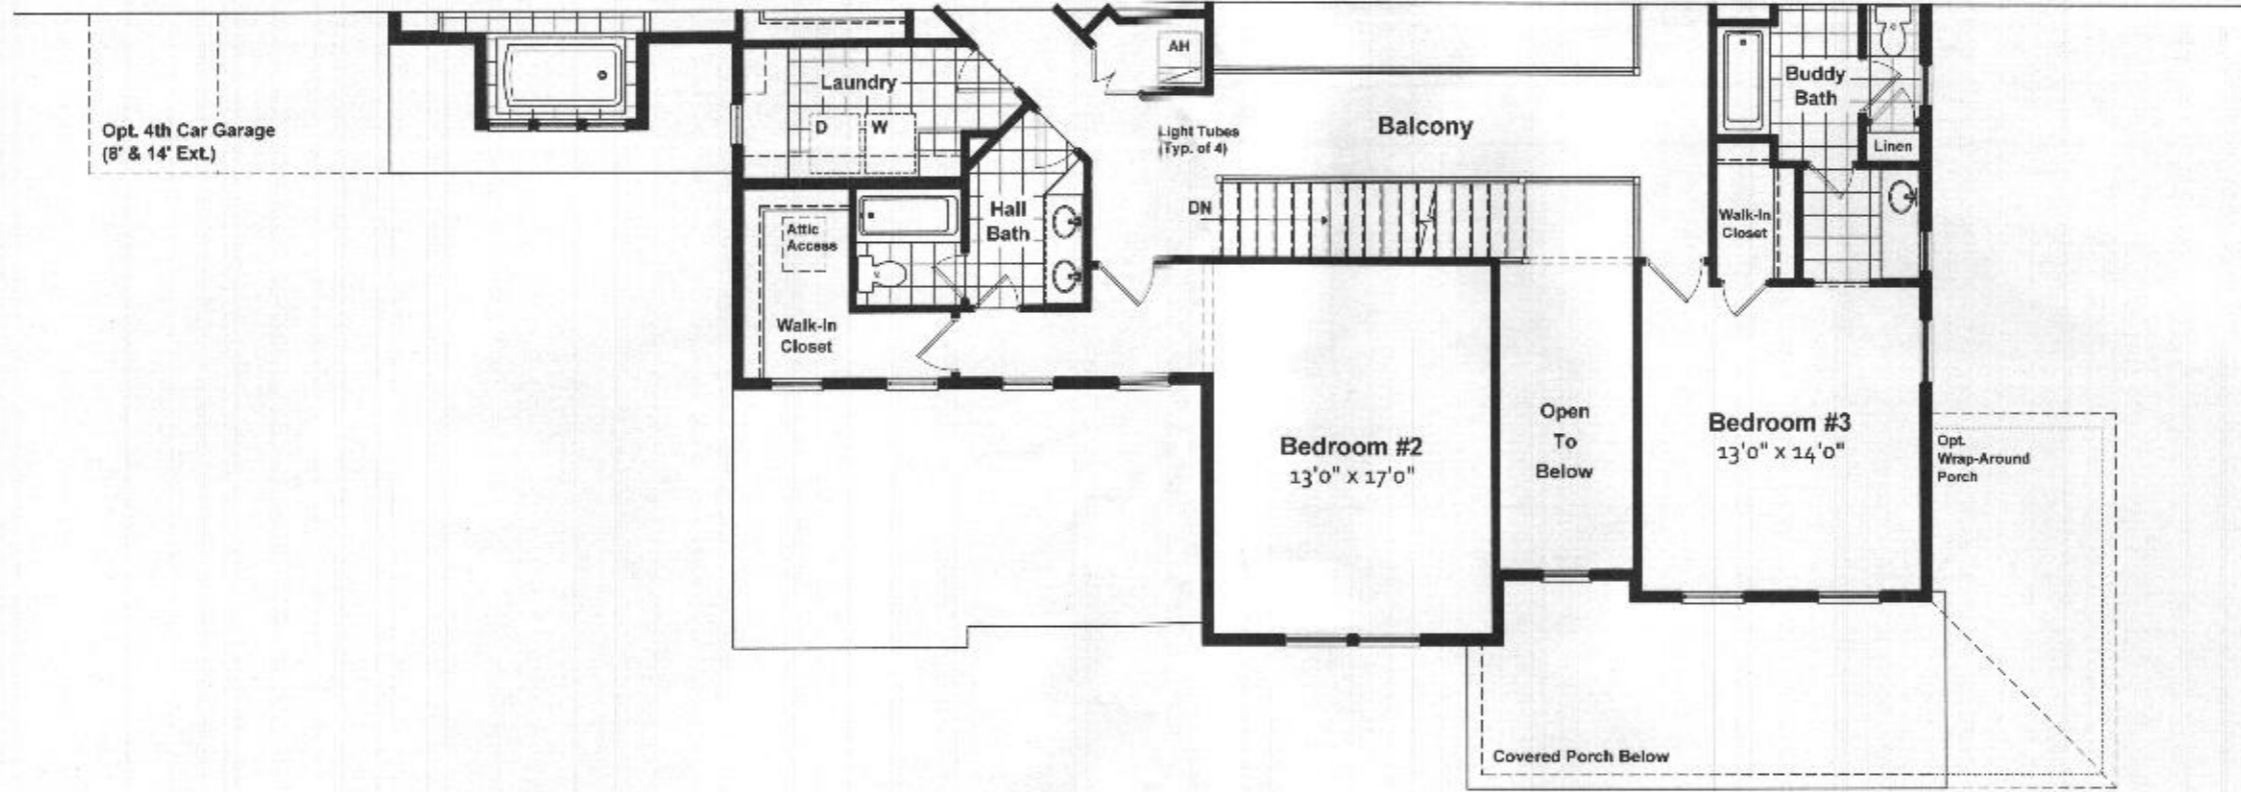 AH
Laundry
D
W
Opt. 4th Car Garage
(8' & 14' Ext.)
Light Tubes
(Typ. of 4)
Balcony
Buddy
Bath
Linen
Hall
Bath
DN
Attic
Access
Walk-In
Closet
Walk-In
Closet
Open
To
Below
Bedroom #2
13'0" x 17'0"
Bedroom #3
13'0" x 14'0"
Opt.
Wrap-Around
Porch
Covered Porch Below